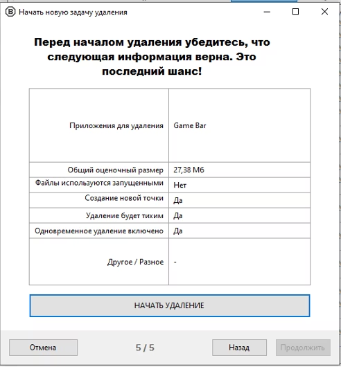 Начать новую задачу удаления
Перед началом удаления убедитесь, что
следующая информация верна. Это
последний шанс!
Приложения для удаления Game Bar
Общий оценочный размер 27,38 Мб
Файлы используются запущенными Нет
Создание новой точки Да
Удаление будет тихим Да
Одновременное удаление включено Да
Другое / Разное -
НАЧАТЬ УДАЛЕНИЕ
Отмена 5 / 5 Назад Продолжить